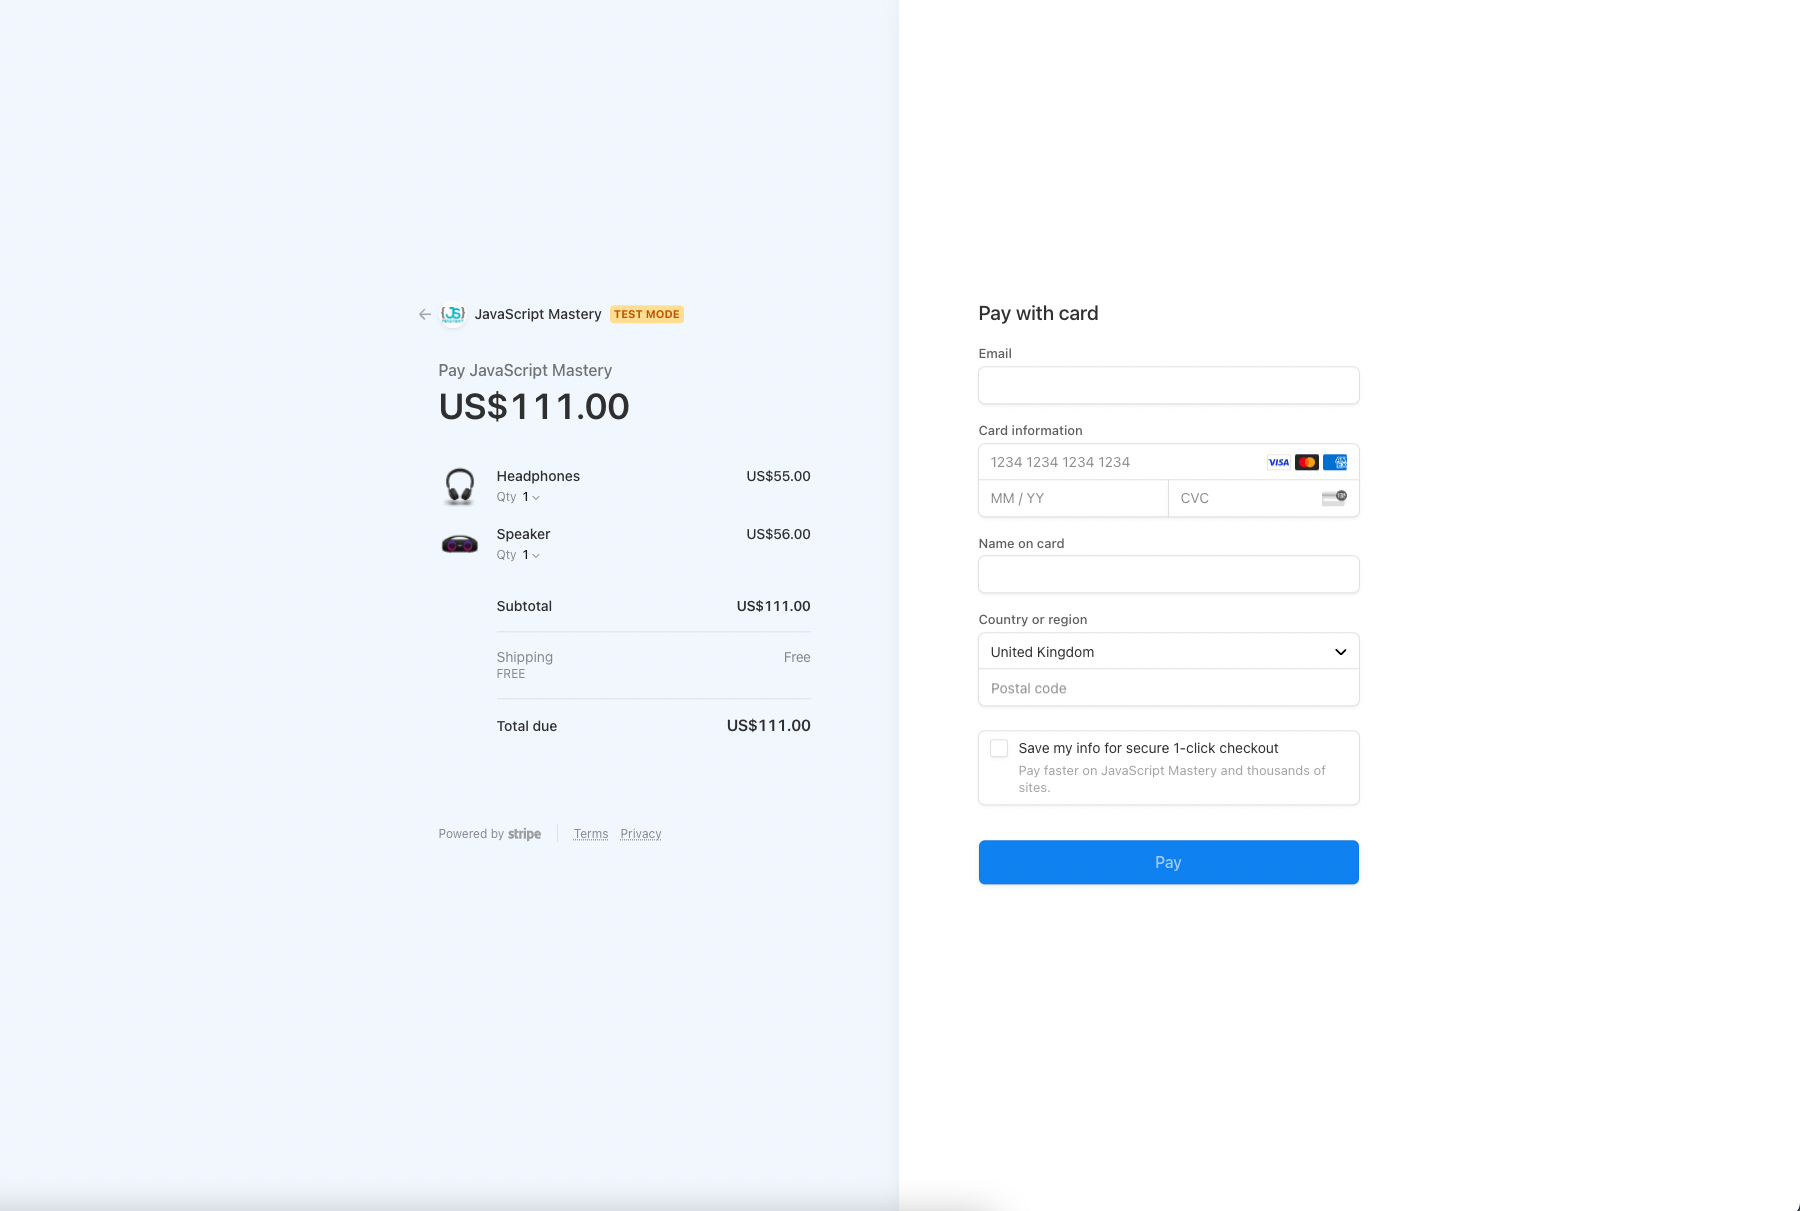 JS
JavaScript Mastery TEST MODE
Pay JavaScript Mastery
US$111.00
Headphones US$55.00
Qty 1
Speaker US$56.00
Qty 1
Subtotal US$111.00
Shipping Free
FREE
Total due US$111.00
Powered by stripe Terms Privacy
Pay with card
Email
Card information
1234 1234 1234 1234 VISA
MM / YY CVC
Name on card
Country or region
United Kingdom
Postal code
Save my info for secure 1-click checkout
Pay faster on JavaScript Mastery and thousands of
sites.
Pay